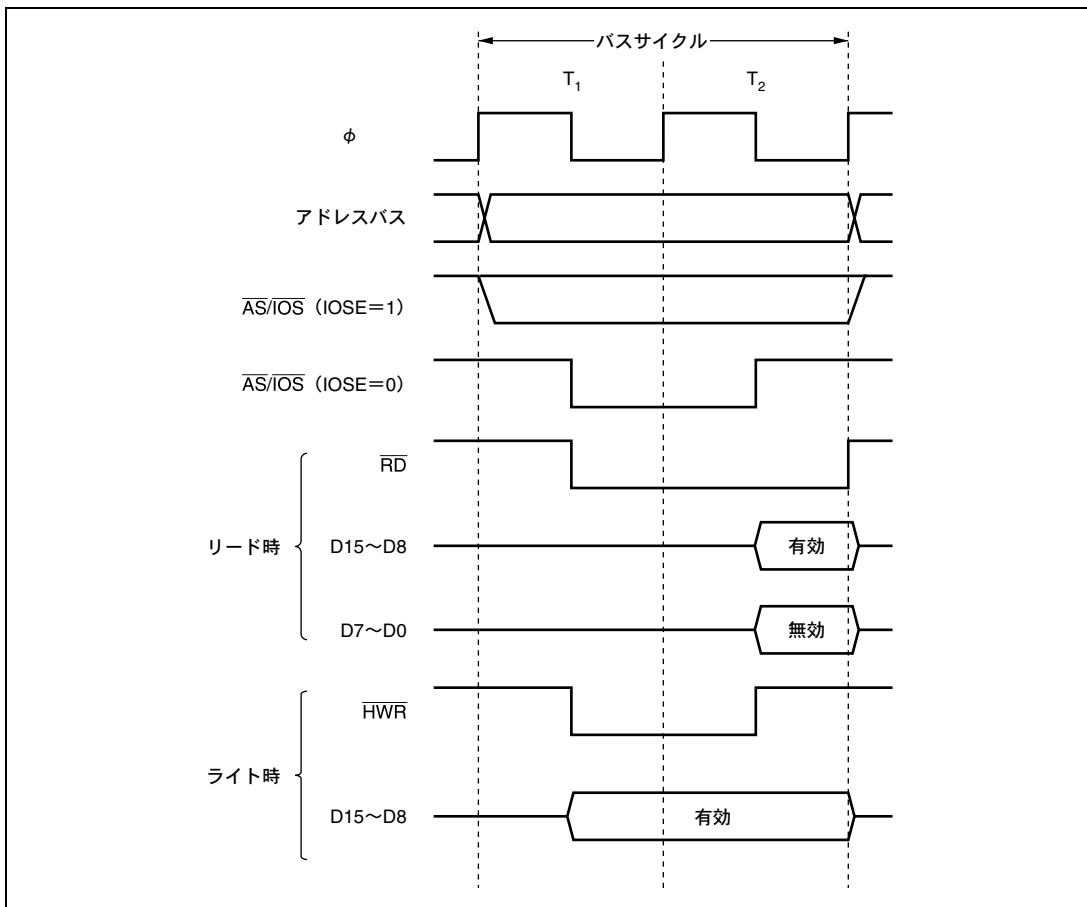 バスサイクル
T1 T2
φ
アドレスバス
AS/IOS（IOSE＝1）
AS/IOS（IOSE＝0）
RD
リード時
D15～D8
有効
D7～D0
無効
HWR
ライト時
D15～D8
有効